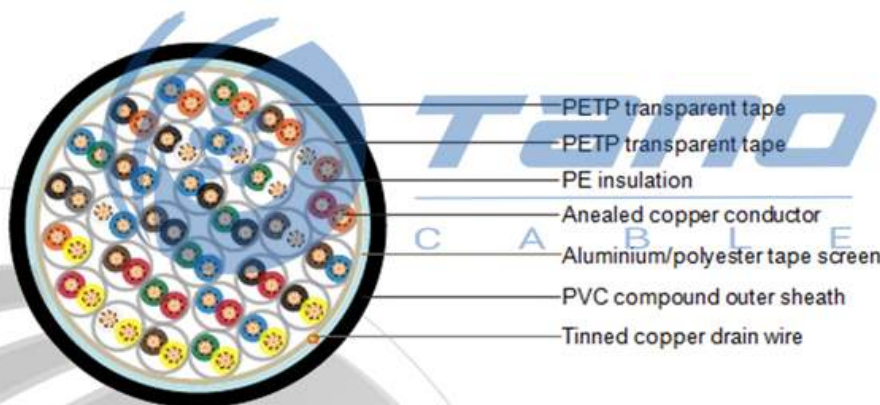 Tano
CABLE
PETP transparent tape
PETP transparent tape
PE insulation
Anealed copper conductor
Aluminium/polyester tape screen
PVC compound outer sheath
Tinned copper drain wire